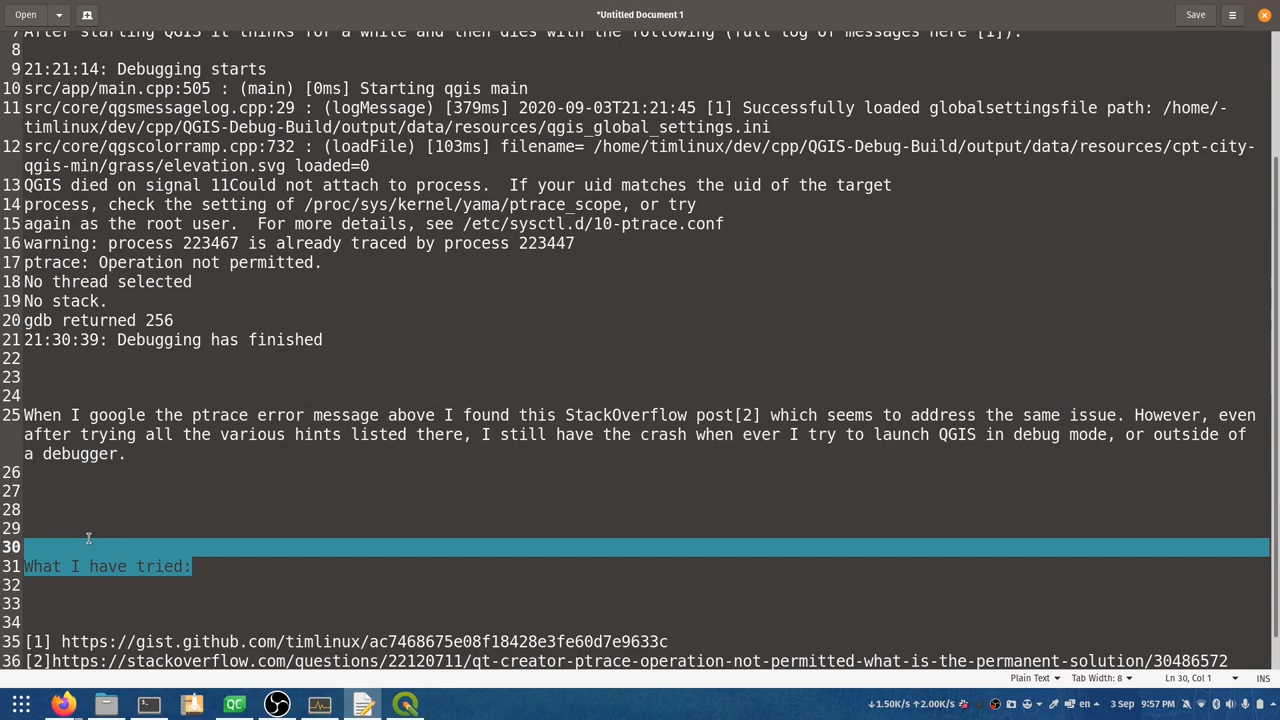 Open
*Untitled Document 1
Save
7 After starting QGIS it thinks for a while and then dies with the following (full log of messages here [1]).
8
9 21:21:14: Debugging starts
10 src/app/main.cpp:505 : (main) [0ms] Starting qgis main
11 src/core/qgsmessagelog.cpp:29 : (logMessage) [379ms] 2020-09-03T21:21:45 [1] Successfully loaded globalsettingsfile path: /home/-
timlinux/dev/cpp/QGIS-Debug-Build/output/data/resources/qgis_global_settings.ini
12 src/core/qgscolorramp.cpp:732 : (loadFile) [103ms] filename= /home/timlinux/dev/cpp/QGIS-Debug-Build/output/data/resources/cpt-city-
qgis-min/grass/elevation.svg loaded=0
13 QGIS died on signal 11Could not attach to process.  If your uid matches the uid of the target
14 process, check the setting of /proc/sys/kernel/yama/ptrace_scope, or try
15 again as the root user.  For more details, see /etc/sysctl.d/10-ptrace.conf
16 warning: process 223467 is already traced by process 223447
17 ptrace: Operation not permitted.
18 No thread selected
19 No stack.
20 gdb returned 256
21 21:30:39: Debugging has finished
22
23
24
25 When I google the ptrace error message above I found this StackOverflow post[2] which seems to address the same issue. However, even
after trying all the various hints listed there, I still have the crash when ever I try to launch QGIS in debug mode, or outside of
a debugger.
26
27
28
29
30
31 What I have tried:
32
33
34
35 [1] https://gist.github.com/timlinux/ac7468675e08f18428e3fe60d7e9633c
36 [2]https://stackoverflow.com/questions/22120711/qt-creator-ptrace-operation-not-permitted-what-is-the-permanent-solution/30486572
Plain Text
Tab Width: 8
Ln 30, Col 1
INS
QC
↓1.50K/s ↑2.00K/s
en
3 Sep
9:57 PM